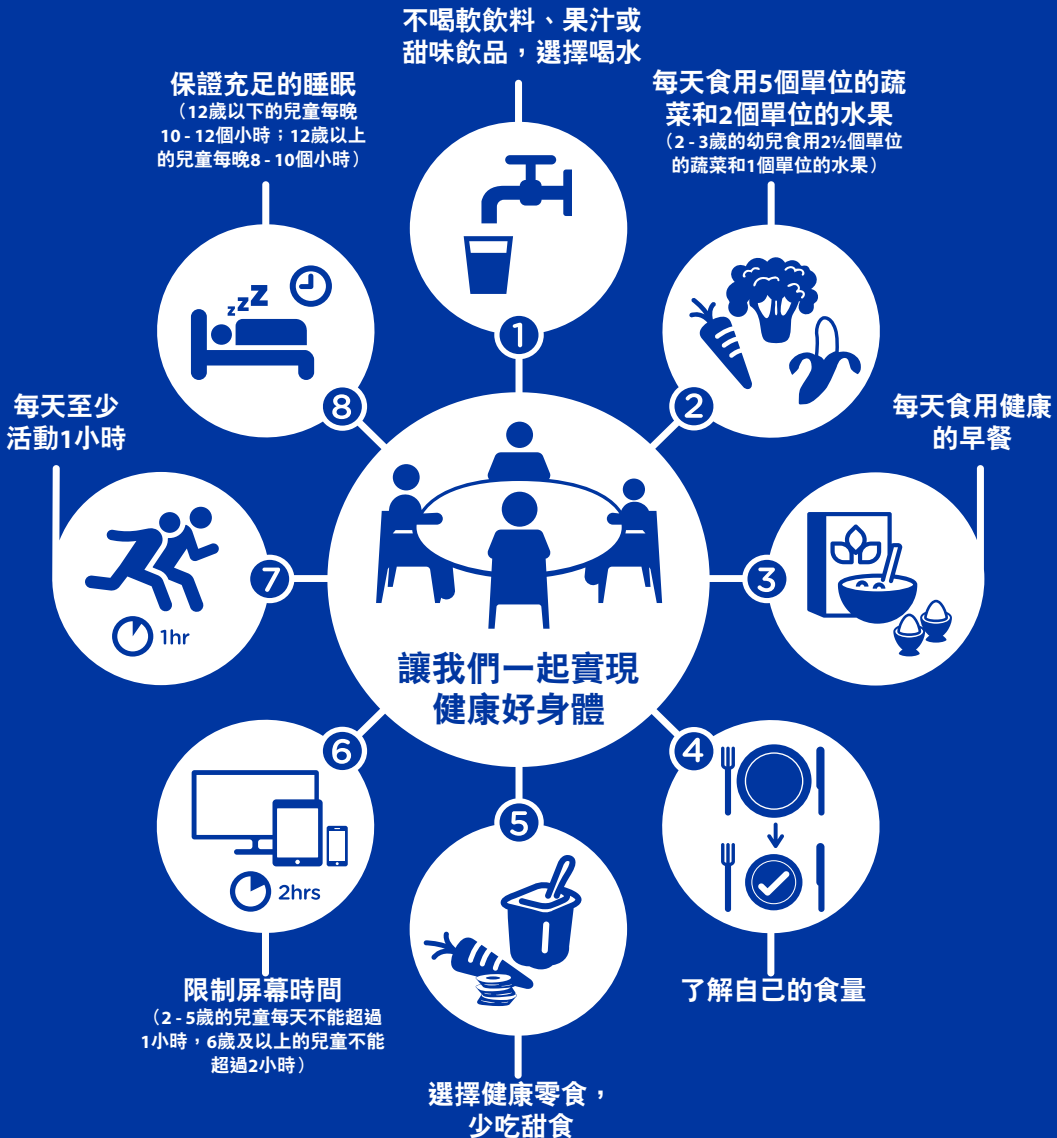 不喝軟飲料、果汁或
甜味飲品，選擇喝水
1
每天食用5個單位的蔬
菜和2個單位的水果
（2 - 3歲的幼兒食用2½個單位
的蔬菜和1個單位的水果）
2
每天食用健康
的早餐
3
4
了解自己的食量
5
選擇健康零食，
少吃甜食
6
2hrs
限制屏幕時間
（2 - 5歲的兒童每天不能超過
1小時，6歲及以上的兒童不能
超過2小時）
每天至少
活動1小時
7
1hr
保證充足的睡眠
（12歲以下的兒童每晚
10 - 12個小時；12歲以上
的兒童每晚8 - 10個小時）
zzZ
8
讓我們一起實現
健康好身體